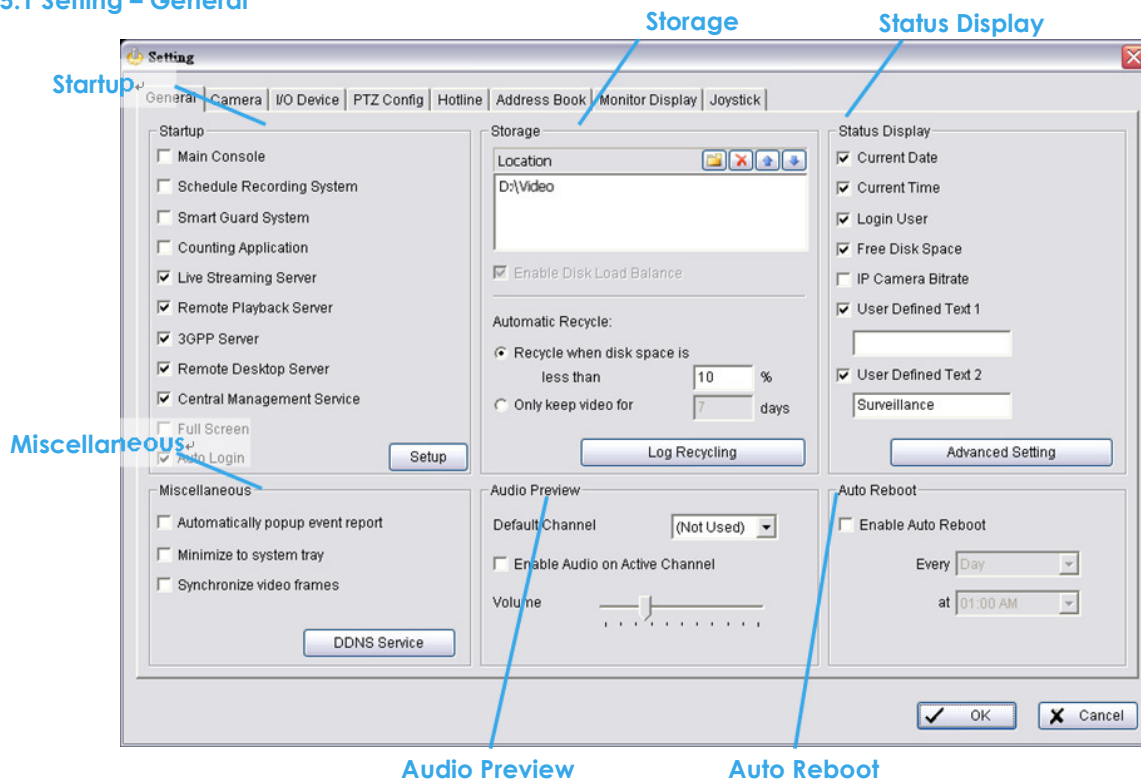 5.1 Setting – General
Storage
Status Display
Startup
Miscellaneous
Audio Preview
Auto Reboot
Setting
General Camera I/O Device PTZ Config Hotline Address Book Monitor Display Joystick
Startup
Main Console
Schedule Recording System
Smart Guard System
Counting Application
Live Streaming Server
Remote Playback Server
3GPP Server
Remote Desktop Server
Central Management Service
Full Screen
Auto Login
Setup
Storage
Location
D:\Video
Enable Disk Load Balance
Automatic Recycle:
Recycle when disk space is
less than 10 %
Only keep video for 7 days
Log Recycling
Status Display
Current Date
Current Time
Login User
Free Disk Space
IP Camera Bitrate
User Defined Text 1
User Defined Text 2
Surveillance
Advanced Setting
Miscellaneous
Automatically popup event report
Minimize to system tray
Synchronize video frames
DDNS Service
Audio Preview
Default Channel (Not Used)
Enable Audio on Active Channel
Volume
Auto Reboot
Enable Auto Reboot
Every Day
at 01:00 AM
OK Cancel